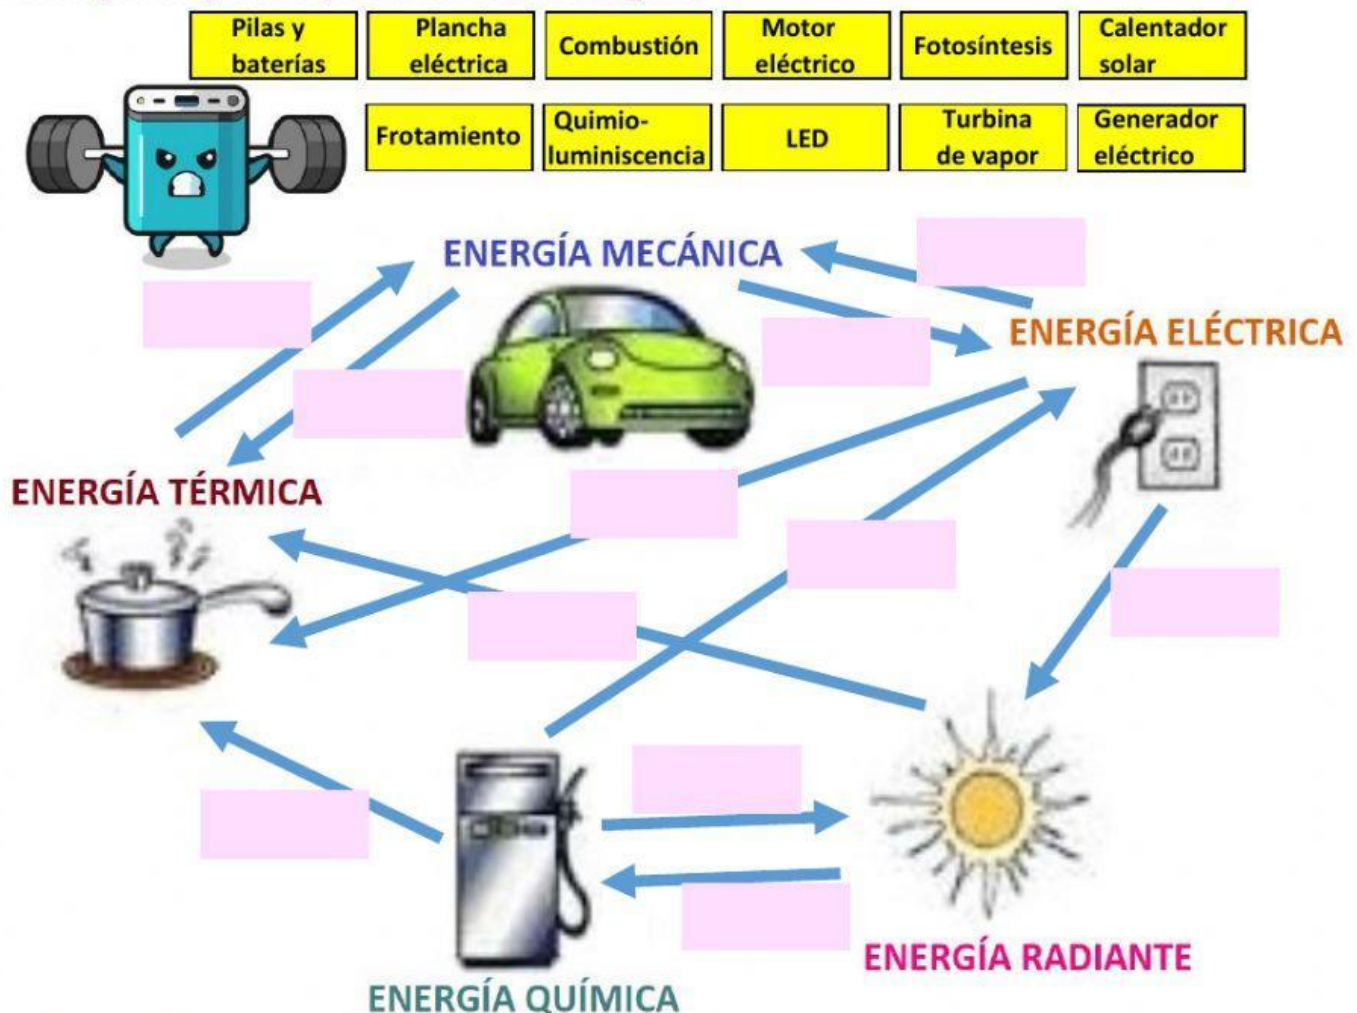 Pilas y
baterías
Plancha
eléctrica
Combustión
Motor
eléctrico
Fotosíntesis
Calentador
solar
Frotamiento
Quimio-
luminiscencia
LED
Turbina
de vapor
Generador
eléctrico
ENERGÍA MECÁNICA
ENERGÍA ELÉCTRICA
ENERGÍA TÉRMICA
ENERGÍA RADIANTE
ENERGÍA QUÍMICA